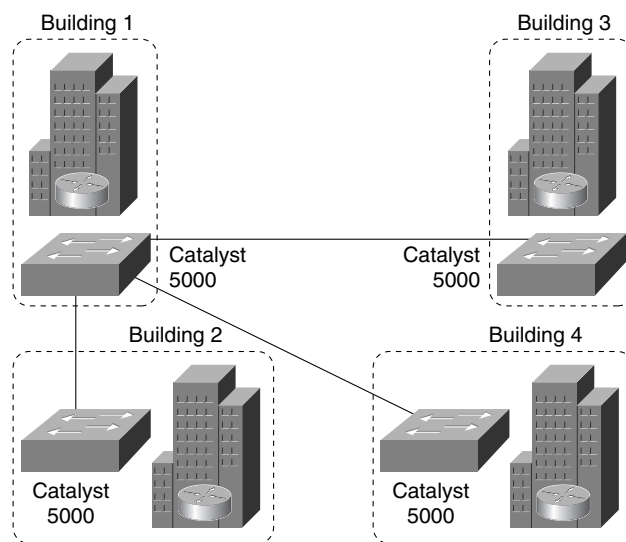 Building 1
Building 3
Catalyst
5000
Catalyst
5000
Building 2
Building 4
Catalyst
5000
Catalyst
5000